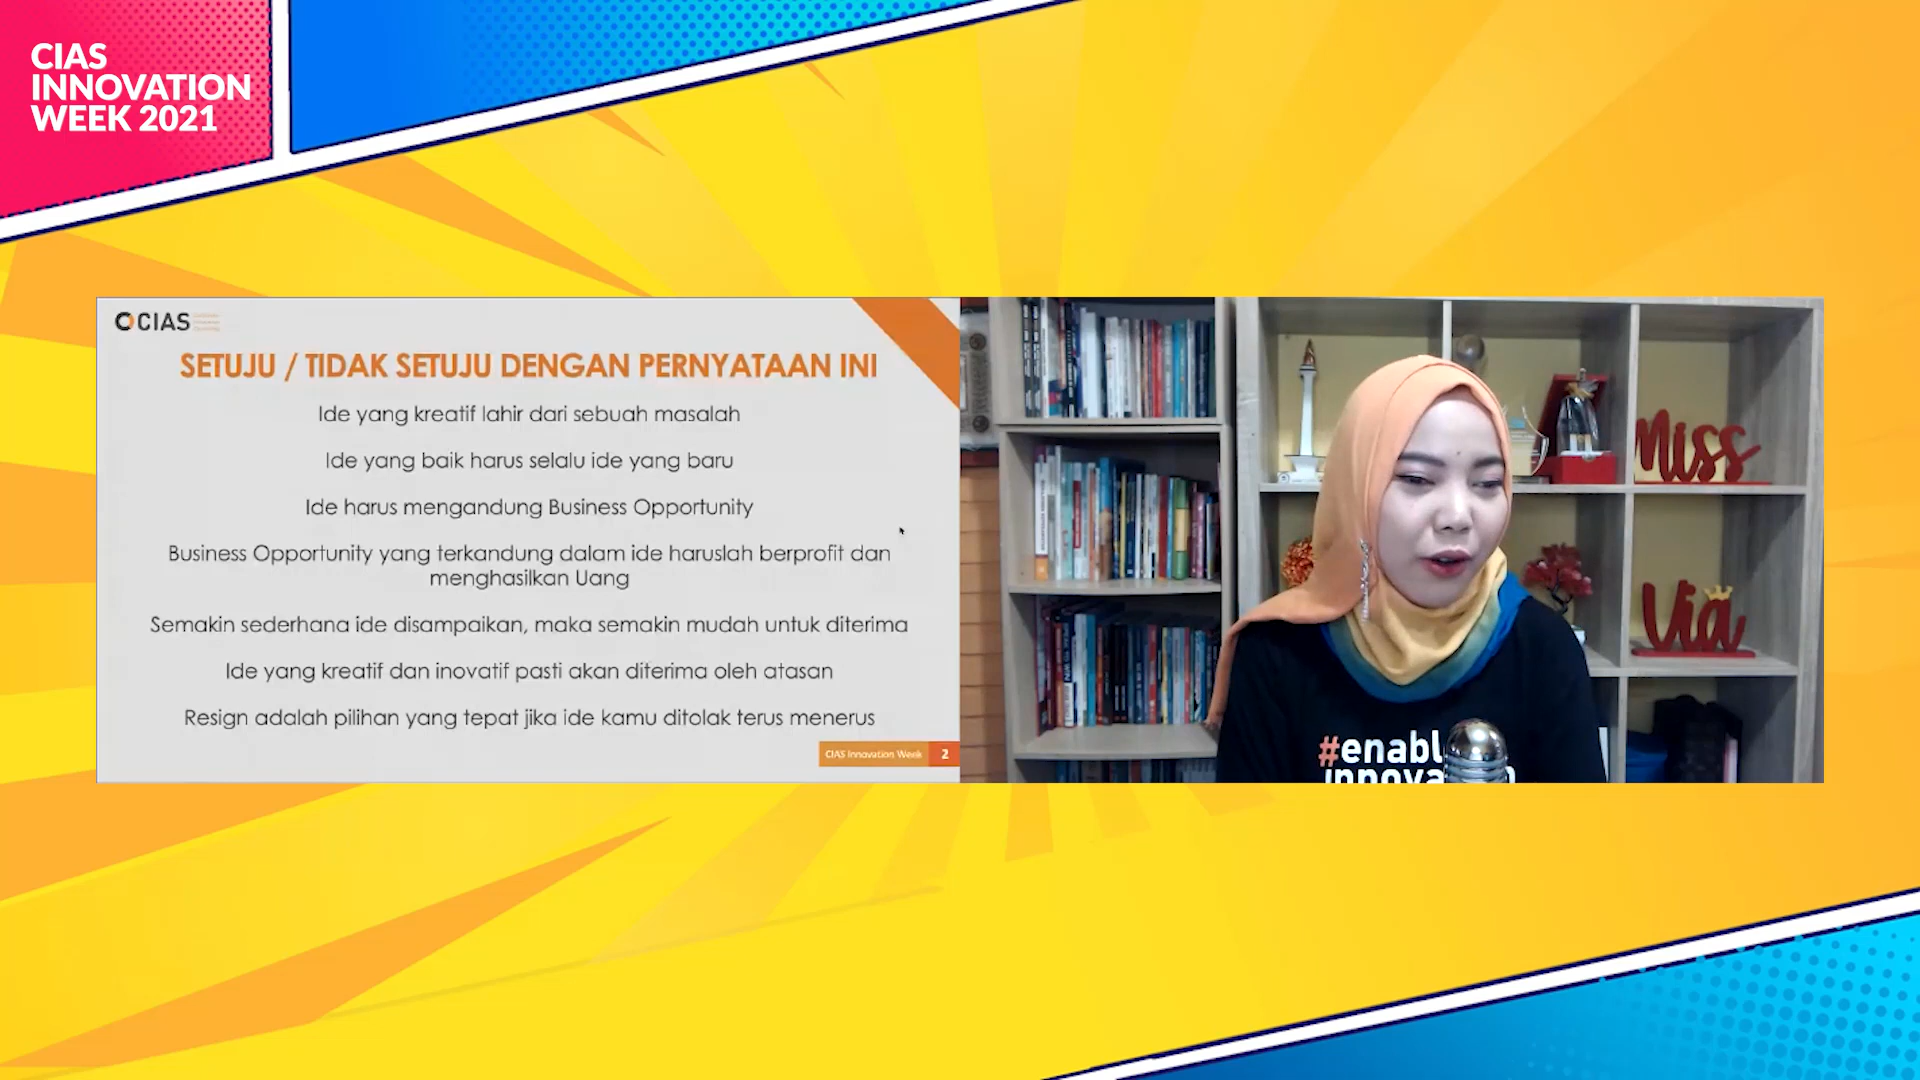 CIAS
INNOVATION
WEEK 2021
CIAS
SETUJU / TIDAK SETUJU DENGAN PERNYATAAN INI
Ide yang kreatif lahir dari sebuah masalah
Ide yang baik harus selalu ide yang baru
Ide harus mengandung Business Opportunity
Business Opportunity yang terkandung dalam ide haruslah berprofit dan
menghasilkan Uang
Semakin sederhana ide disampaikan, maka semakin mudah untuk diterima
Ide yang kreatif dan inovatif pasti akan diterima oleh atasan
Resign adalah pilihan yang tepat jika ide kamu ditolak terus menerus
CIAS Innovation Week 2
Miss
Via
#enabl
innova